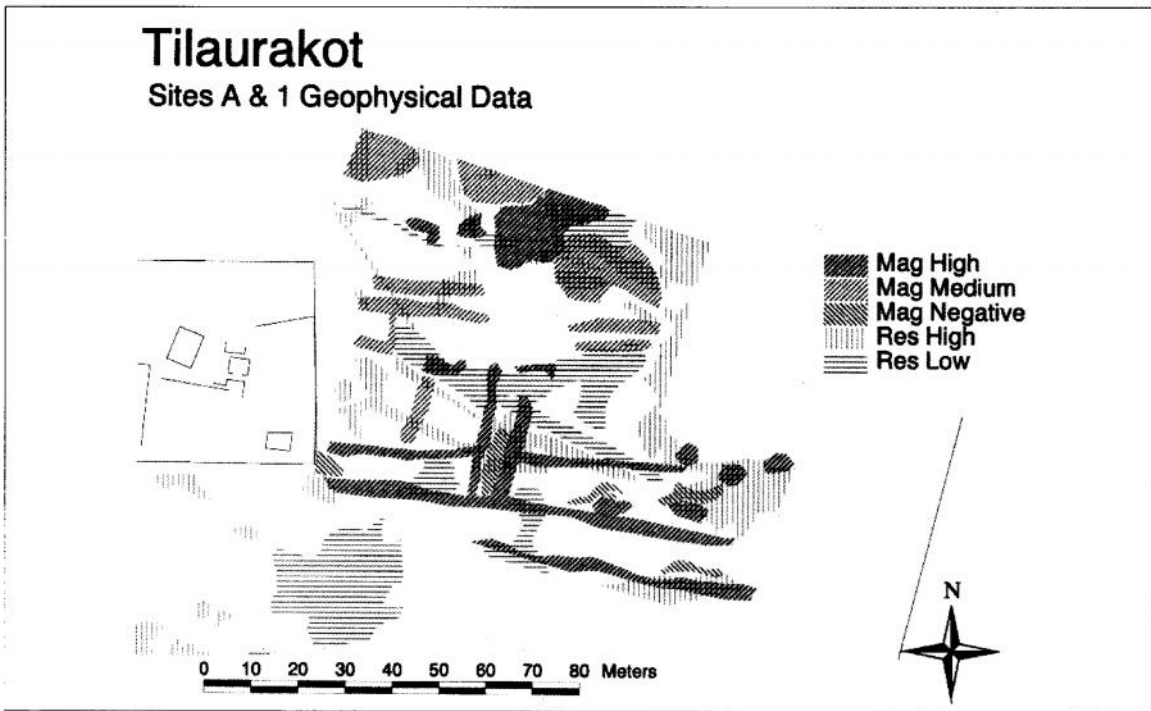 Tilaurakot
Sites A & 1 Geophysical Data
Mag High
Mag Medium
Mag Negative
Res High
Res Low
N
0 10 20 30 40 50 60 70 80 Meters